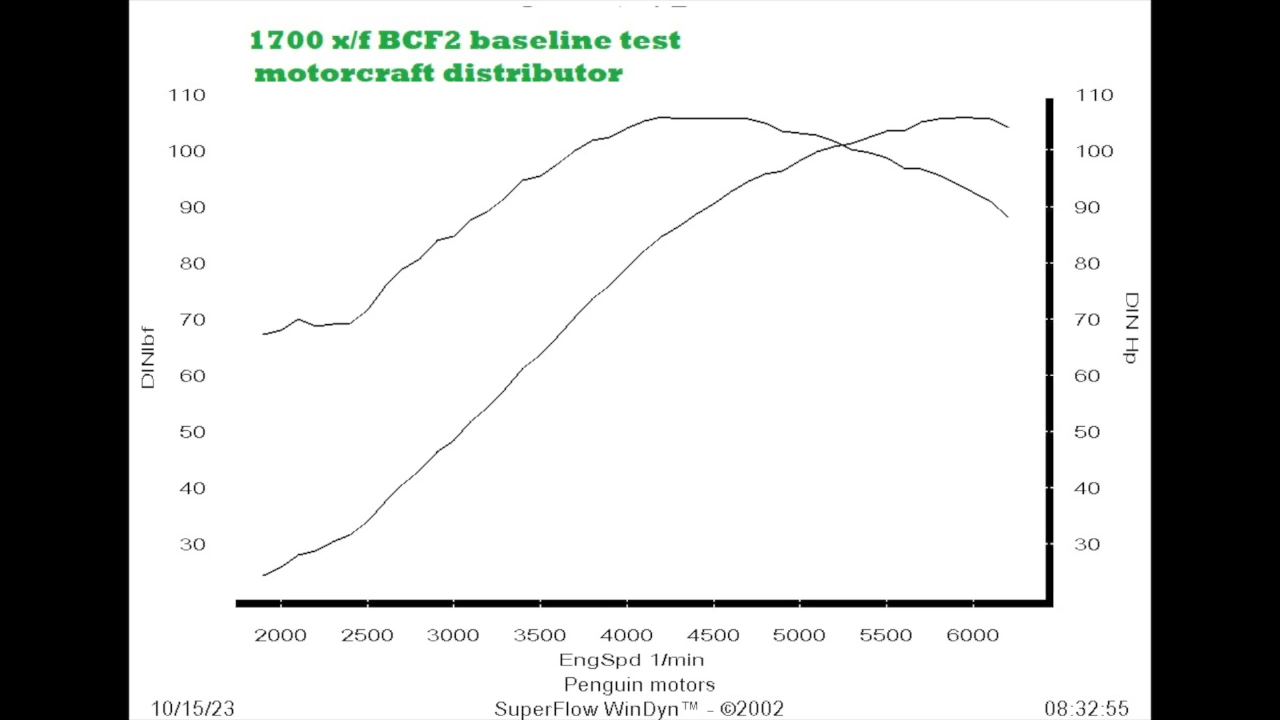 1700 x/f BCF2 baseline test
motorcraft distributor
110
100
90
80
70
60
50
40
30
DINlbf
110
100
90
80
70
60
50
40
30
DIN Hp
2000 2500 3000 3500 4000 4500 5000 5500 6000
EngSpd 1/min
Penguin motors
10/15/23 SuperFlow WinDyn™ - ©2002 08:32:55